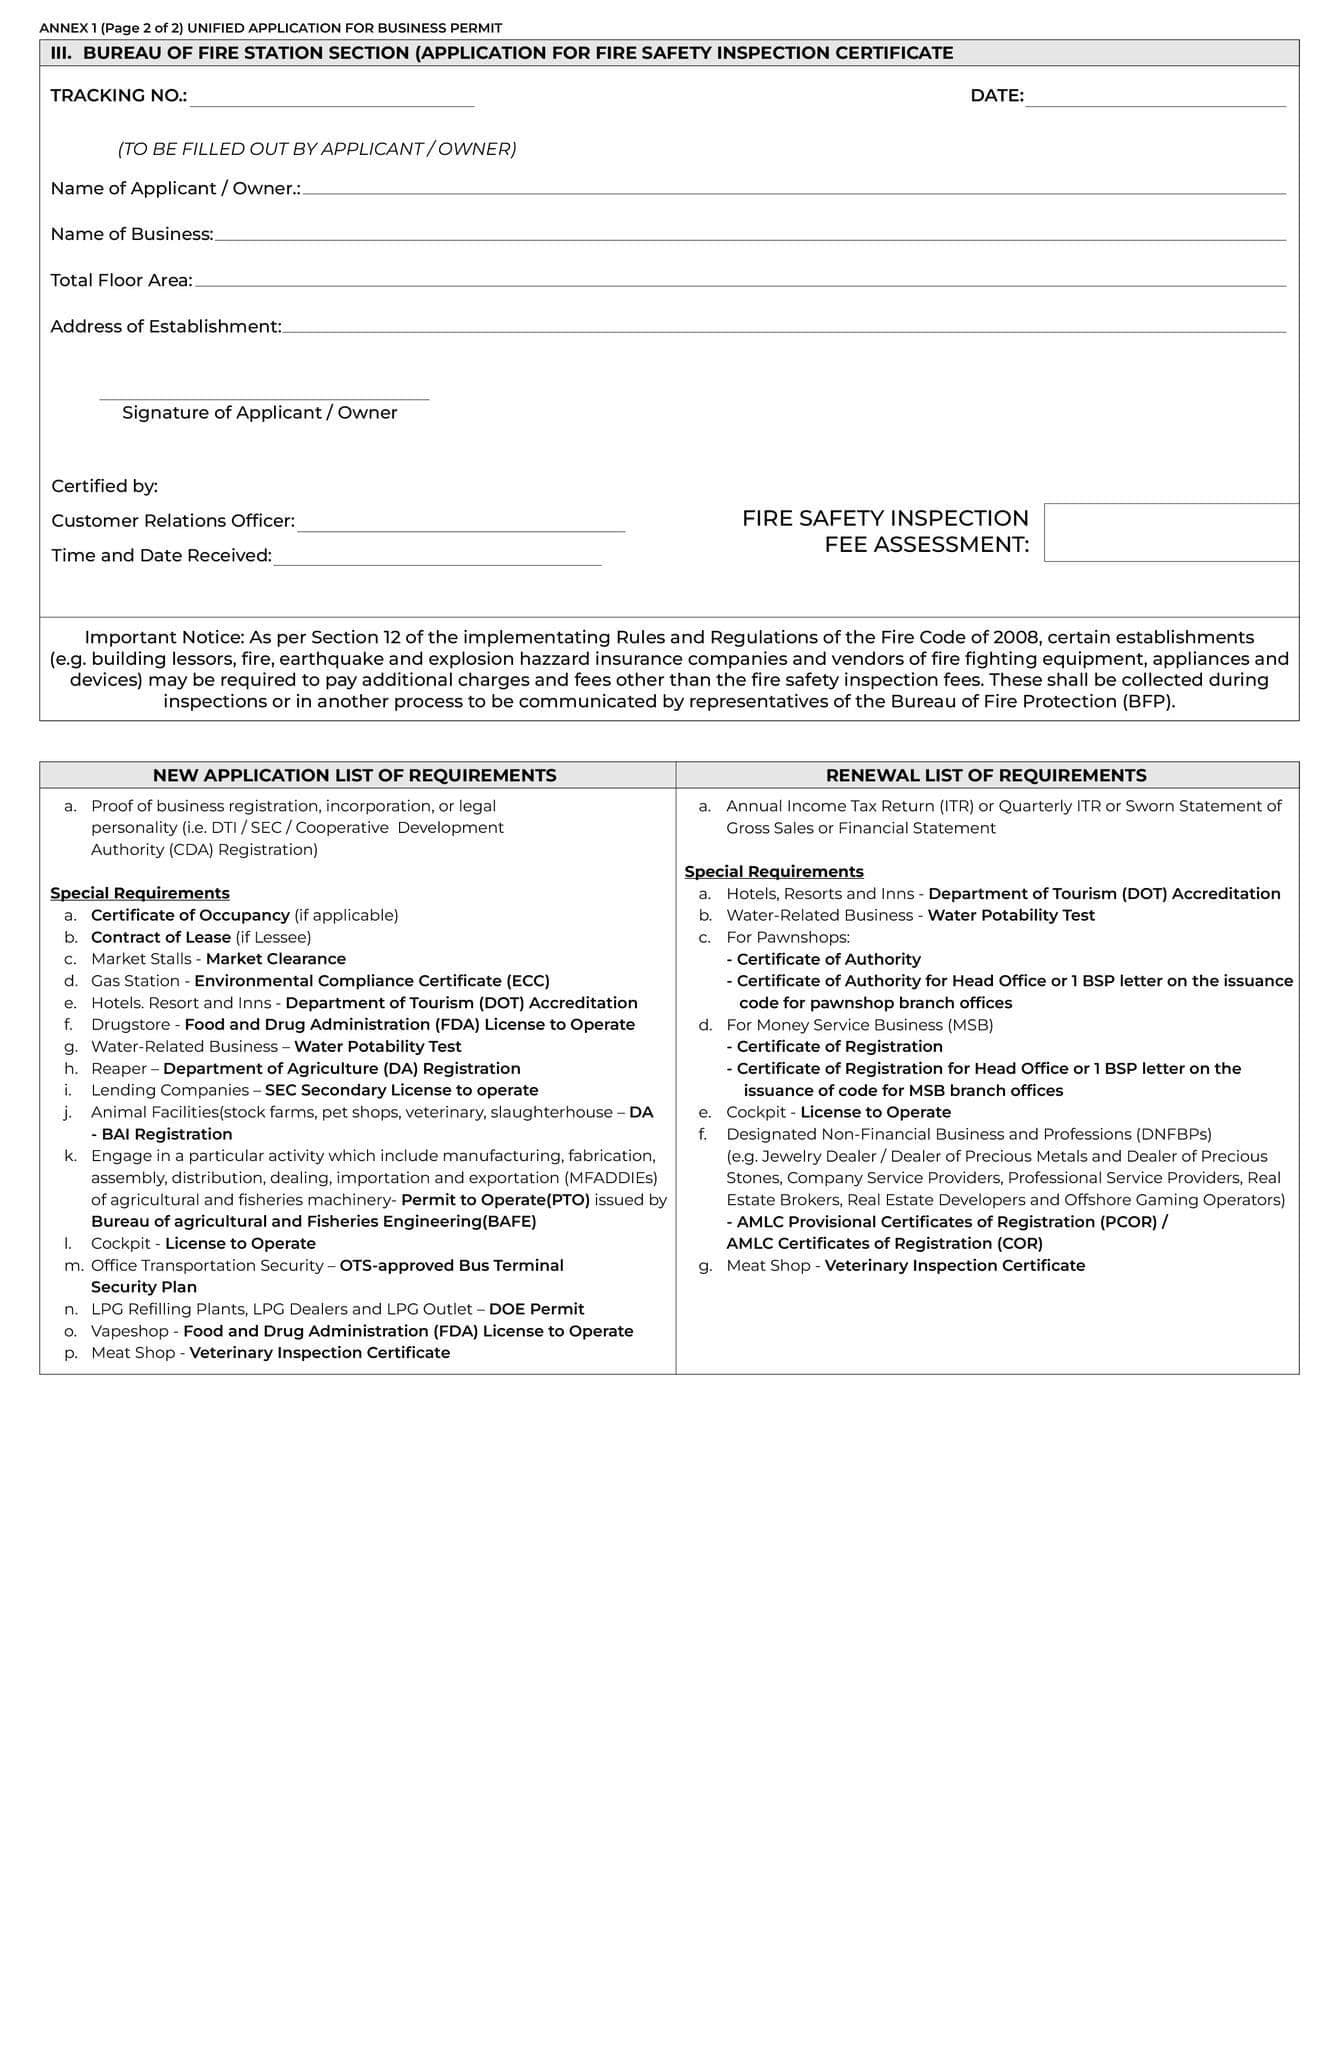 ANNEX 1 (Page 2 of 2) UNIFIED APPLICATION FOR BUSINESS PERMIT
III. BUREAU OF FIRE STATION SECTION (APPLICATION FOR FIRE SAFETY INSPECTION CERTIFICATE
TRACKING NO.: DATE:
(TO BE FILLED OUT BY APPLICANT / OWNER)
Name of Applicant / Owner.:
Name of Business:
Total Floor Area:
Address of Establishment:
Signature of Applicant / Owner
Certified by:
Customer Relations Officer:
Time and Date Received:
FIRE SAFETY INSPECTION
FEE ASSESSMENT:
Important Notice: As per Section 12 of the implementating Rules and Regulations of the Fire Code of 2008, certain establishments
(e.g. building lessors, fire, earthquake and explosion hazzard insurance companies and vendors of fire fighting equipment, appliances and
devices) may be required to pay additional charges and fees other than the fire safety inspection fees. These shall be collected during
inspections or in another process to be communicated by representatives of the Bureau of Fire Protection (BFP).
NEW APPLICATION LIST OF REQUIREMENTS
a. Proof of business registration, incorporation, or legal
personality (i.e. DTI / SEC / Cooperative Development
Authority (CDA) Registration)
Special Requirements
a. Certificate of Occupancy (if applicable)
b. Contract of Lease (if Lessee)
c. Market Stalls - Market Clearance
d. Gas Station - Environmental Compliance Certificate (ECC)
e. Hotels. Resort and Inns - Department of Tourism (DOT) Accreditation
f. Drugstore - Food and Drug Administration (FDA) License to Operate
g. Water-Related Business – Water Potability Test
h. Reaper – Department of Agriculture (DA) Registration
i. Lending Companies – SEC Secondary License to operate
j. Animal Facilities(stock farms, pet shops, veterinary, slaughterhouse – DA
- BAI Registration
k. Engage in a particular activity which include manufacturing, fabrication,
assembly, distribution, dealing, importation and exportation (MFADDIEs)
of agricultural and fisheries machinery- Permit to Operate(PTO) issued by
Bureau of agricultural and Fisheries Engineering(BAFE)
l. Cockpit - License to Operate
m. Office Transportation Security – OTS-approved Bus Terminal
Security Plan
n. LPG Refilling Plants, LPG Dealers and LPG Outlet – DOE Permit
o. Vapeshop - Food and Drug Administration (FDA) License to Operate
p. Meat Shop - Veterinary Inspection Certificate
RENEWAL LIST OF REQUIREMENTS
a. Annual Income Tax Return (ITR) or Quarterly ITR or Sworn Statement of
Gross Sales or Financial Statement
Special Requirements
a. Hotels, Resorts and Inns - Department of Tourism (DOT) Accreditation
b. Water-Related Business - Water Potability Test
c. For Pawnshops:
- Certificate of Authority
- Certificate of Authority for Head Office or 1 BSP letter on the issuance
code for pawnshop branch offices
d. For Money Service Business (MSB)
- Certificate of Registration
- Certificate of Registration for Head Office or 1 BSP letter on the
issuance of code for MSB branch offices
e. Cockpit - License to Operate
f. Designated Non-Financial Business and Professions (DNFBPs)
(e.g. Jewelry Dealer / Dealer of Precious Metals and Dealer of Precious
Stones, Company Service Providers, Professional Service Providers, Real
Estate Brokers, Real Estate Developers and Offshore Gaming Operators)
- AMLC Provisional Certificates of Registration (PCOR) /
AMLC Certificates of Registration (COR)
g. Meat Shop - Veterinary Inspection Certificate